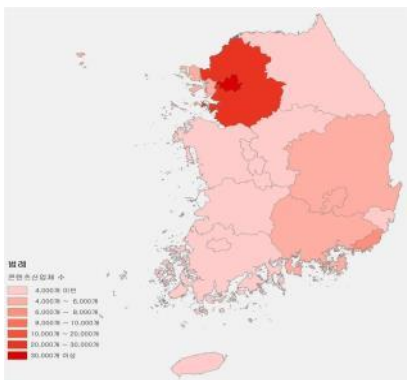 범례
콘텐츠산업체 수
4,000개 미만
4,000개 ~ 6,000개
6,000개 ~ 8,000개
8,000개 ~ 10,000개
10,000개 ~ 20,000개
20,000개 ~ 30,000개
30,000개 이상